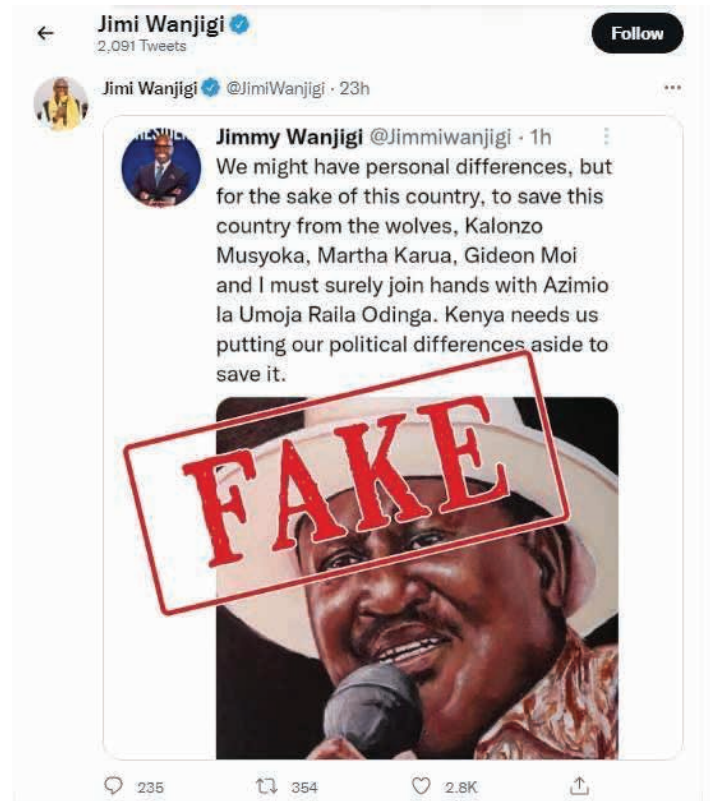 Jimi Wanjigi
2,091 Tweets
Follow
Jimi Wanjigi @JimiWanjigi · 23h
Jimmy Wanjigi @Jimmiwanjigi · 1h
We might have personal differences, but
for the sake of this country, to save this
country from the wolves, Kalonzo
Musyoka, Martha Karua, Gideon Moi
and I must surely join hands with Azimio
la Umoja Raila Odinga. Kenya needs us
putting our political differences aside to
save it.
FAKE
235
354
2.8K